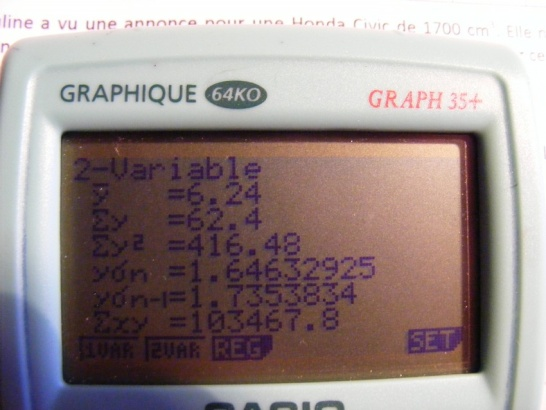 line a vu une annonce pour une Honda Civic de 1700 cm³. Elle
GRAPHIQUE 64KO GRAPH 35+
2-Variable
ȳ =6.24
Σy =62.4
Σy² =416.48
yσn =1.64632925
yσn-1=1.7353834
Σxy =103467.8
1VAR 2VAR REG SET
CASIO